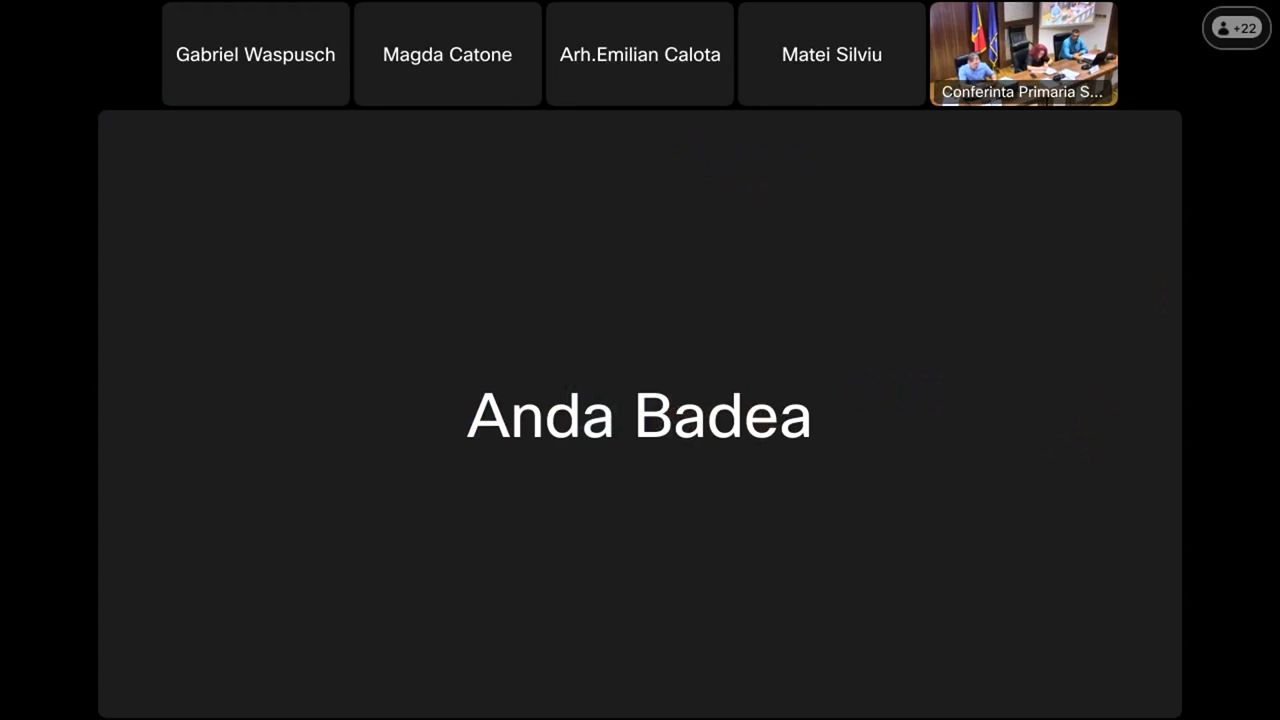 Gabriel Waspusch
Magda Catone
Arh.Emilian Calota
Matei Silviu
Conferinta Primaria S...
+22
Anda Badea